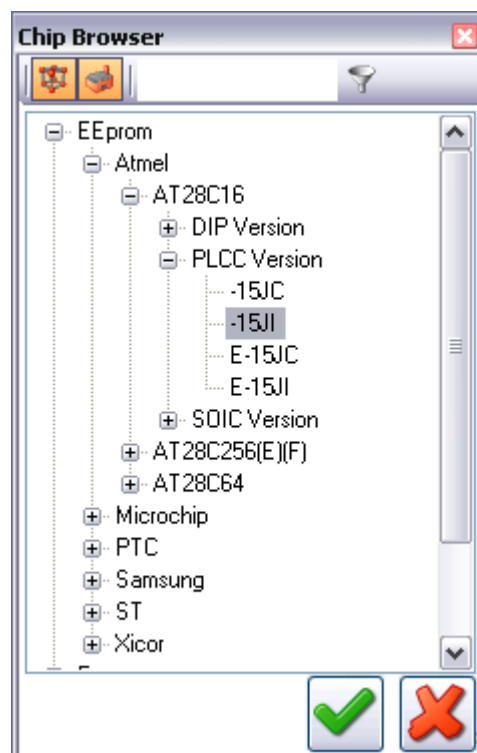 Chip Browser
EEprom
Atmel
AT28C16
DIP Version
PLCC Version
-15JC
-15JI
E-15JC
E-15JI
SOIC Version
AT28C256(E)(F)
AT28C64
Microchip
PTC
Samsung
ST
Xicor